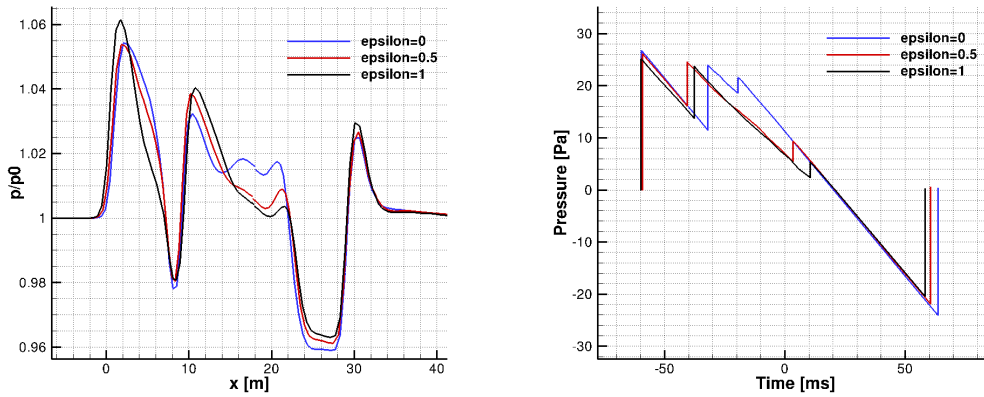 p/p0
1.06
1.04
1.02
1
0.98
0.96
0
10
20
30
40
x [m]
epsilon=0
epsilon=0.5
epsilon=1
Pressure [Pa]
30
20
10
0
-10
-20
-30
-50
0
50
Time [ms]
epsilon=0
epsilon=0.5
epsilon=1